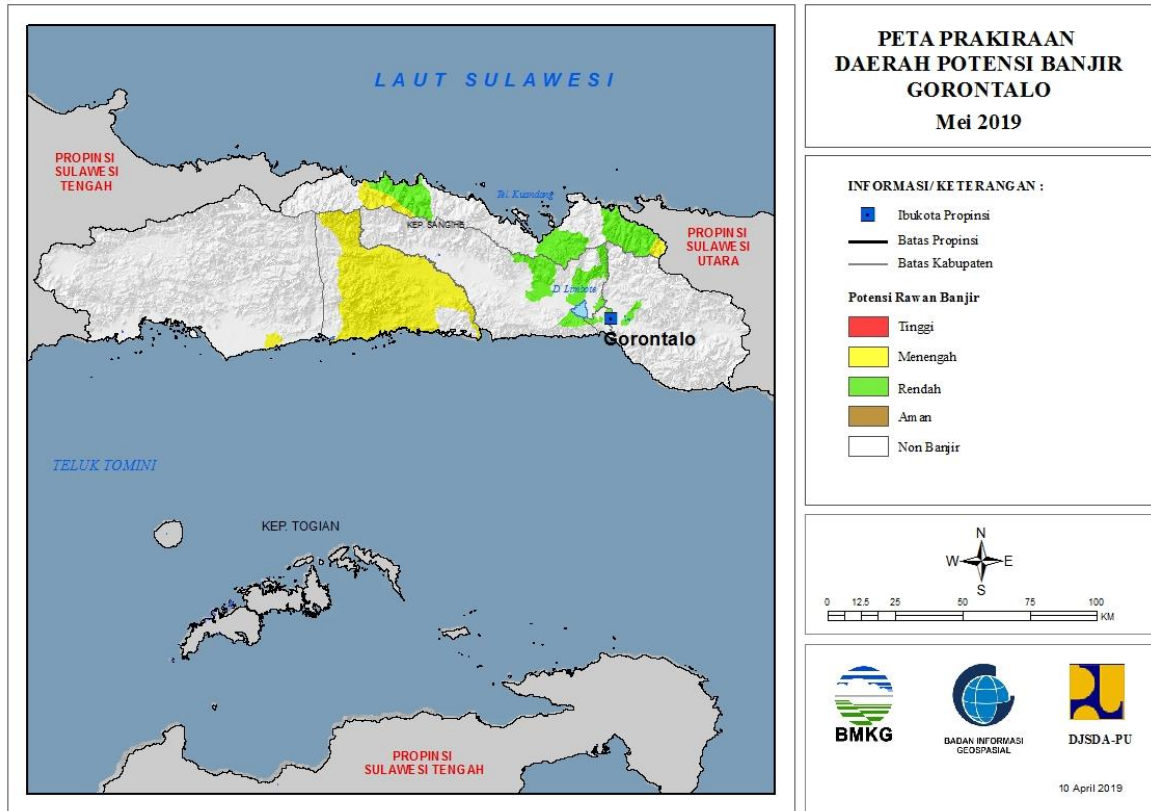 LAUT SULAWESI
PROPINSI
SULAWESI
TENGAH
Tel. Kuandang
KEP. SANGIHE
PROPINSI
SULAWESI
UTARA
D. Limboto
Gorontalo
TELUK TOMINI
KEP. TOGIAN
PROPINSI
SULAWESI TENGAH
PETA PRAKIRAAN
DAERAH POTENSI BANJIR
GORONTALO
Mei 2019
INFORMASI/ KETERANGAN :
Ibukota Propinsi
Batas Propinsi
Batas Kabupaten
Potensi Rawan Banjir
Tinggi
Menengah
Rendah
Aman
Non Banjir
N
W E
S
0 12.5 25 50 75 100
KM
BMKG
BADAN INFORMASI
GEOSPASIAL
DJSDA-PU
10 April 2019